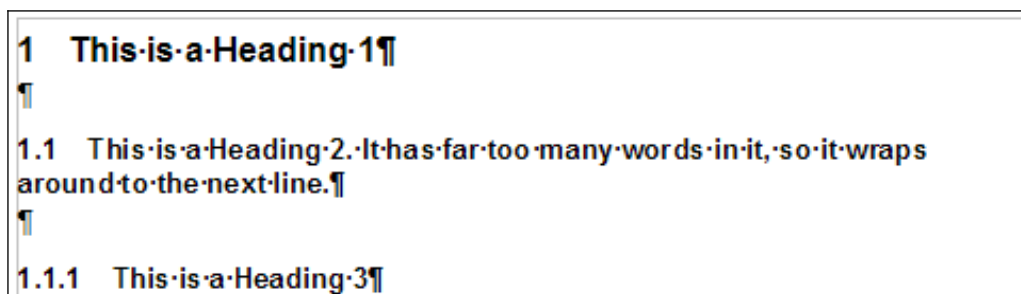 1 This·is·a·Heading·1¶
¶
1.1 This·is·a·Heading·2.·It·has·far·too·many·words·in·it,·so·it·wraps
around·to·the·next·line.¶
¶
1.1.1 This·is·a·Heading·3¶